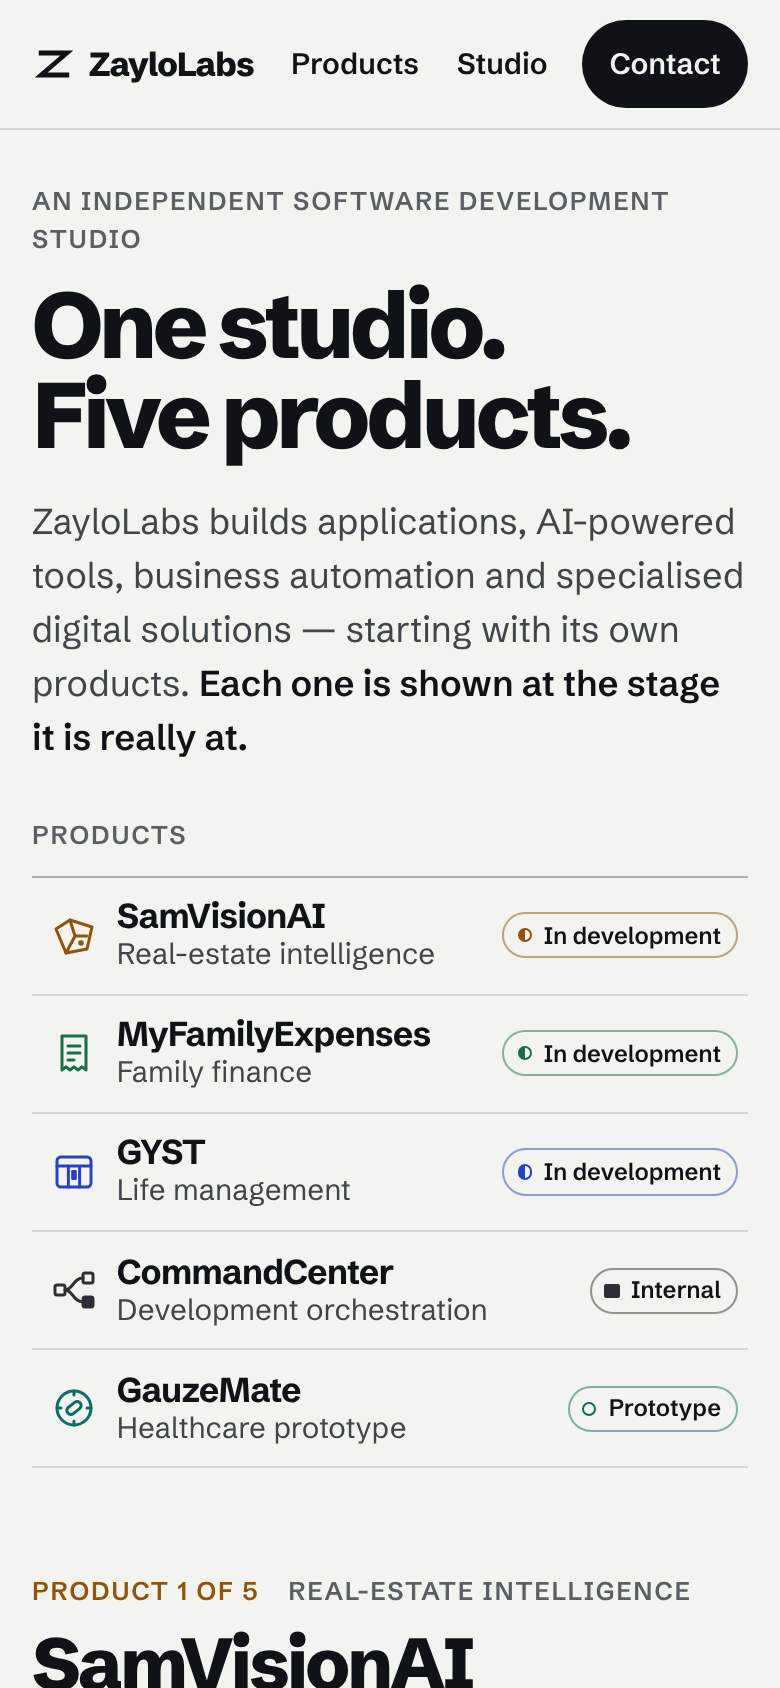 ZayloLabs Products Studio Contact
AN INDEPENDENT SOFTWARE DEVELOPMENT
STUDIO
One studio.
Five products.
ZayloLabs builds applications, AI-powered
tools, business automation and specialised
digital solutions — starting with its own
products. Each one is shown at the stage
it is really at.
PRODUCTS
SamVisionAI
Real-estate intelligence
In development
MyFamilyExpenses
Family finance
In development
GYST
Life management
In development
CommandCenter
Development orchestration
Internal
GauzeMate
Healthcare prototype
Prototype
PRODUCT 1 OF 5 REAL-ESTATE INTELLIGENCE
SamVisionAI